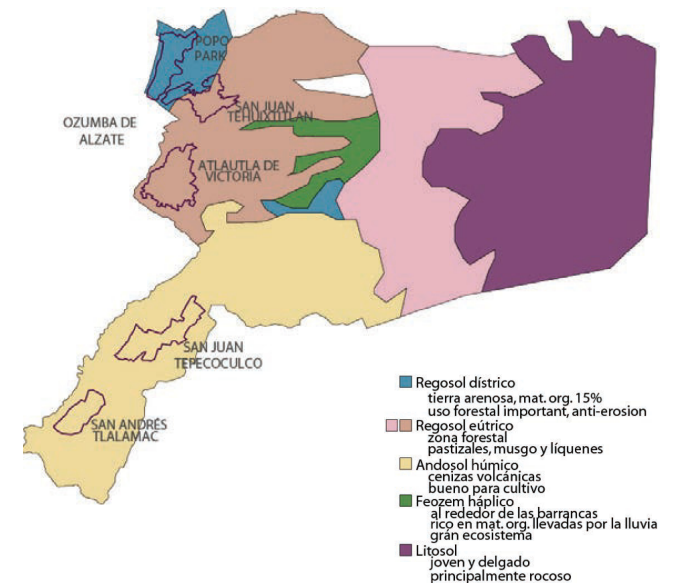 POPO
PARK
SAN JUAN
TEHUIXTITLAN
OZUMBA DE
ALZATE
ATLAUTLA DE
VICTORIA
SAN JUAN
TEPECOCULCO
SAN ANDRÉS
TLALAMAC
Regosol dístrico
tierra arenosa, mat. org. 15%
uso forestal important, anti-erosion
Regosol eútrico
zona forestal
pastizales, musgo y líquenes
Andosol húmico
cenizas volcánicas
bueno para cultivo
Feozem háplico
al rededor de las barrancas
rico en mat. org. llevadas por la lluvia
grán ecosistema
Litosol
joven y delgado
principalmente rocoso